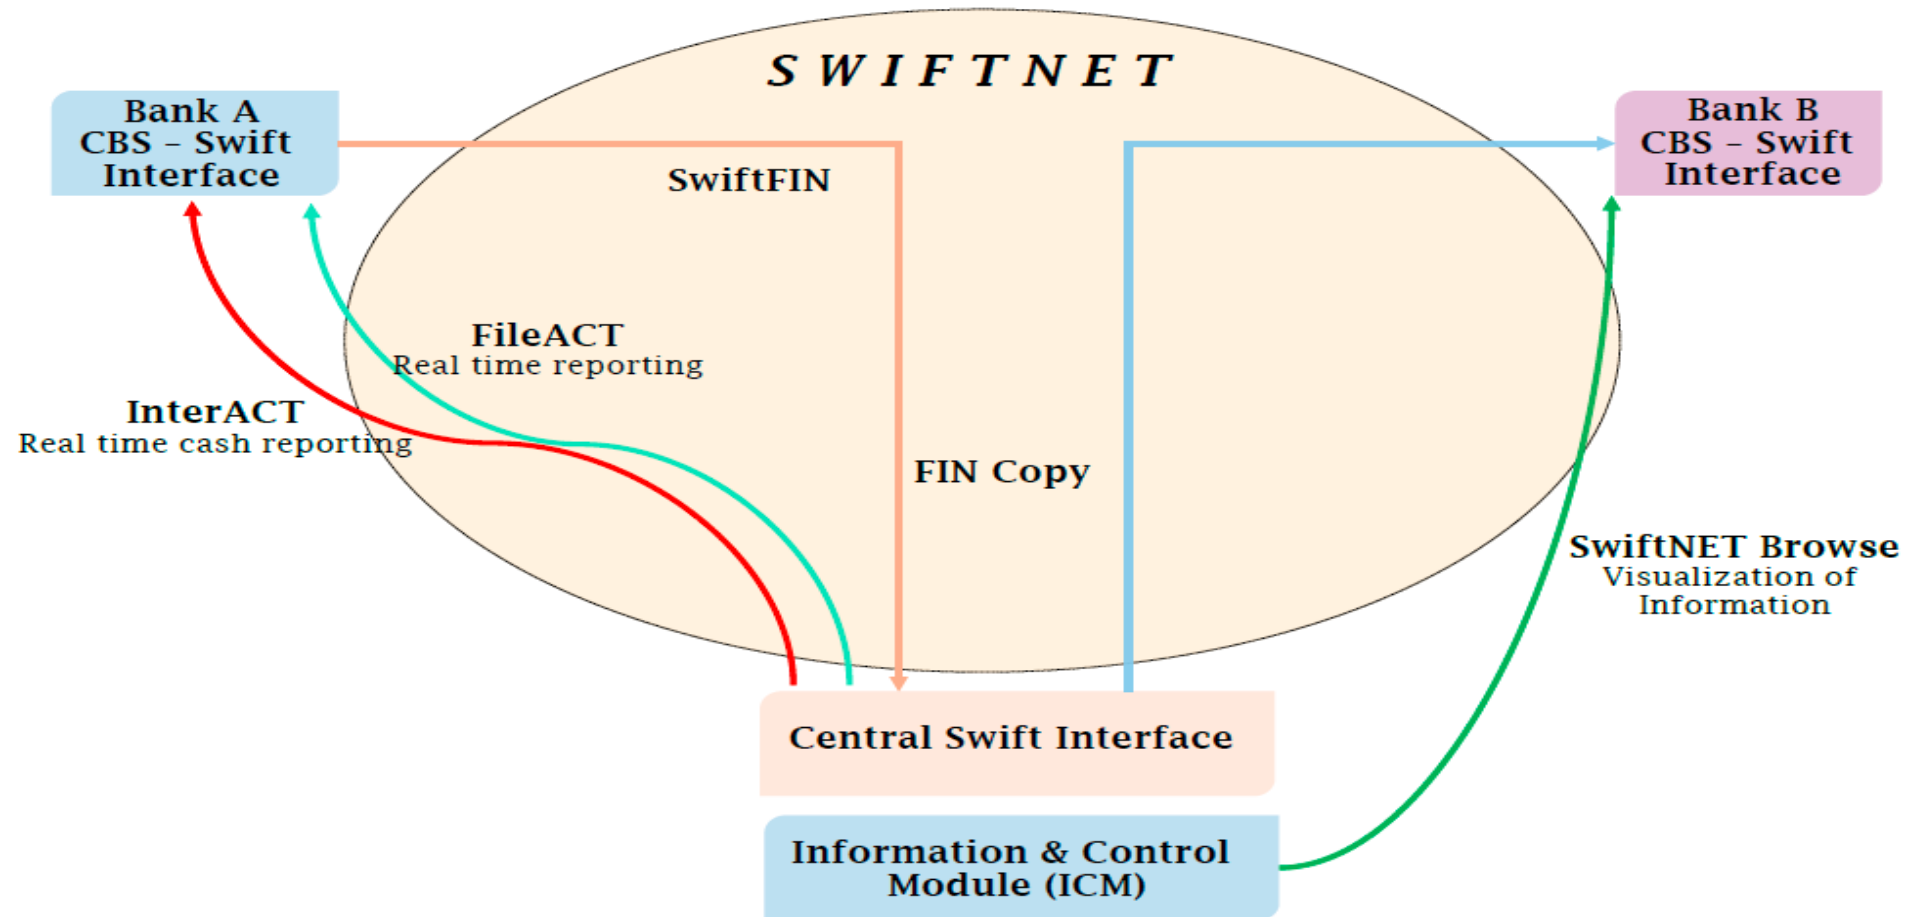 S W I F T N E T
Bank A
CBS – Swift
Interface
Bank B
CBS – Swift
Interface
SwiftFIN
FileACT
Real time reporting
InterACT
Real time cash reporting
FIN Copy
SwiftNET Browse
Visualization of
Information
Central Swift Interface
Information & Control
Module (ICM)